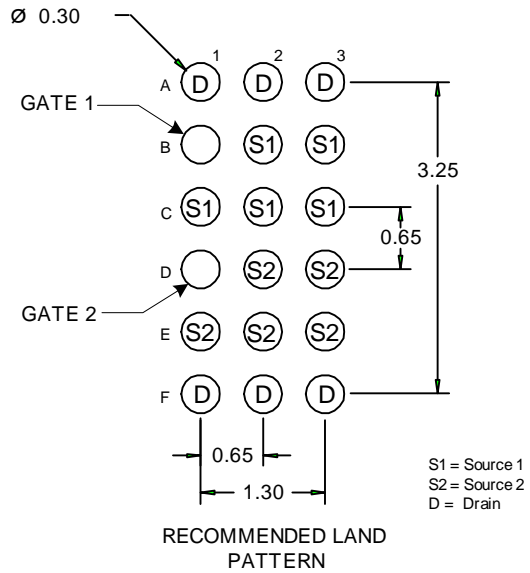 Ø 0.30
1 2 3
A D D D
GATE 1
B S1 S1
3.25
C S1 S1 S1
0.65
D S2 S2
GATE 2
E S2 S2 S2
F D D D
0.65
1.30
S1 = Source 1
S2 = Source 2
D = Drain
RECOMMENDED LAND
PATTERN